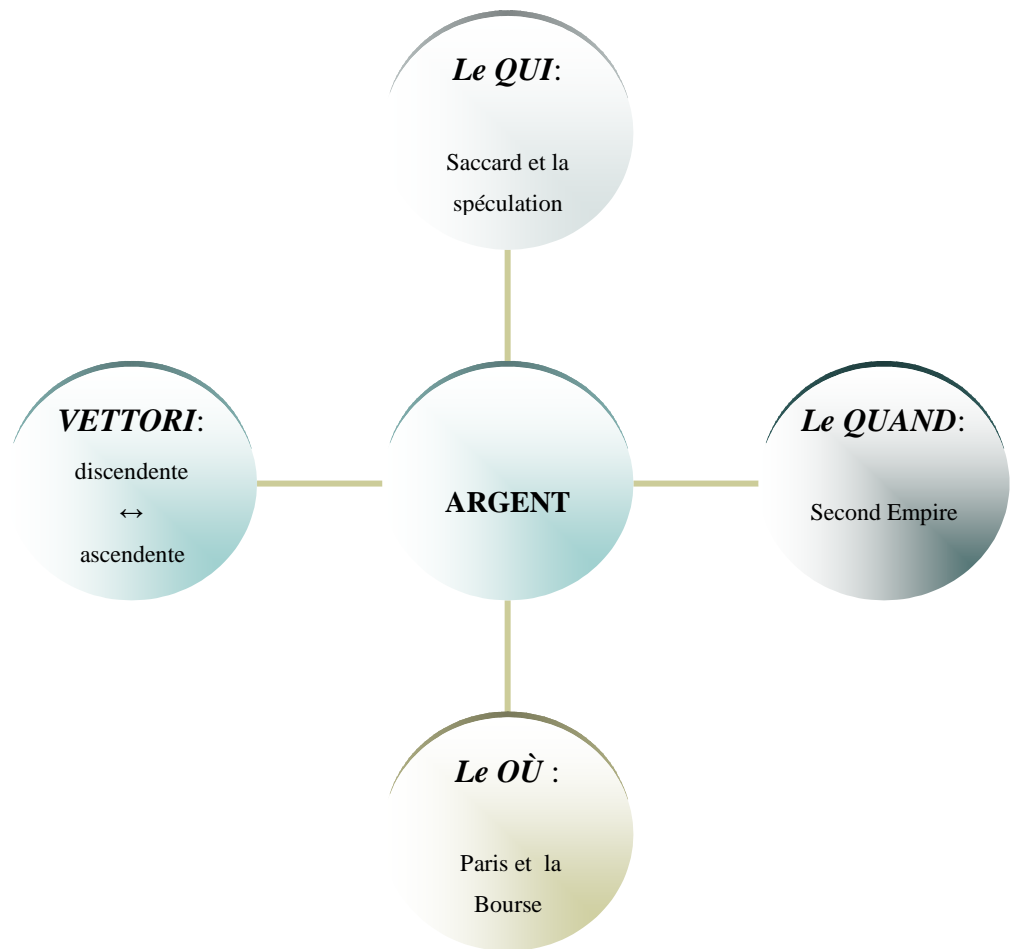 Le QUI:
Saccard et la
spéculation
VETTORI:
discendente
↔
ascendente
ARGENT
Le QUAND:
Second Empire
Le OÙ :
Paris et la
Bourse